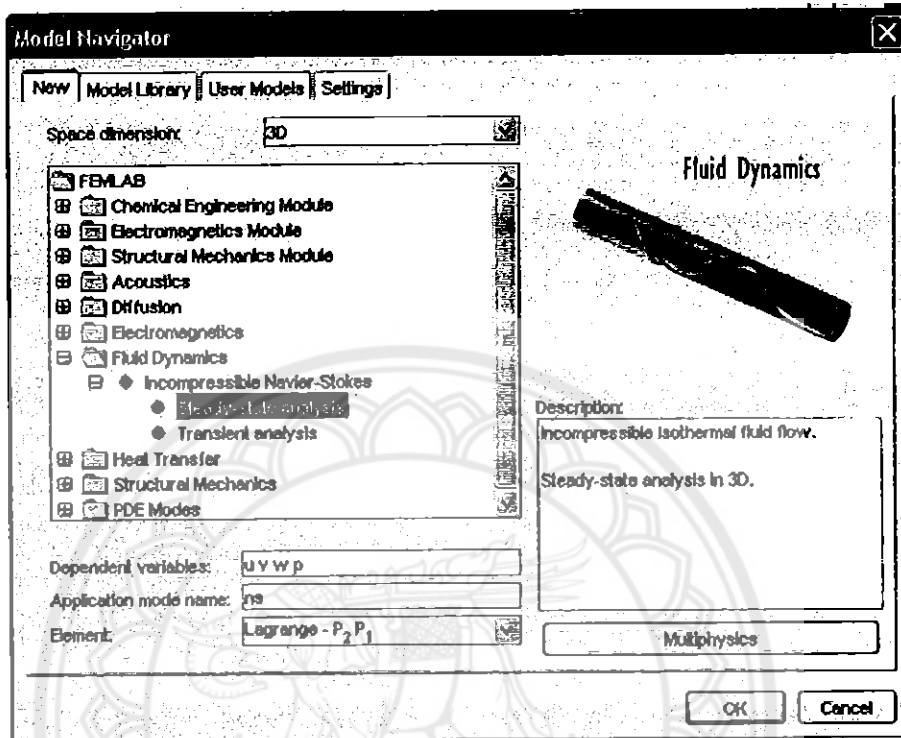 Model Navigator
New Model Library User Models Settings
Space dimension: 3D
FEMLAB
Chemical Engineering Module
Electromagnetics Module
Structural Mechanics Module
Acoustics
Diffusion
Electromagnetics
Fluid Dynamics
Incompressible Navier-Stokes
Steady-state analysis
Transient analysis
Heat Transfer
Structural Mechanics
PDE Modes
Dependent variables: u v w p
Application mode name: ns
Element: Lagrange - P2 P1
Fluid Dynamics
Description:
Incompressible isothermal fluid flow.
Steady-state analysis in 3D.
Multiphysics
OK Cancel